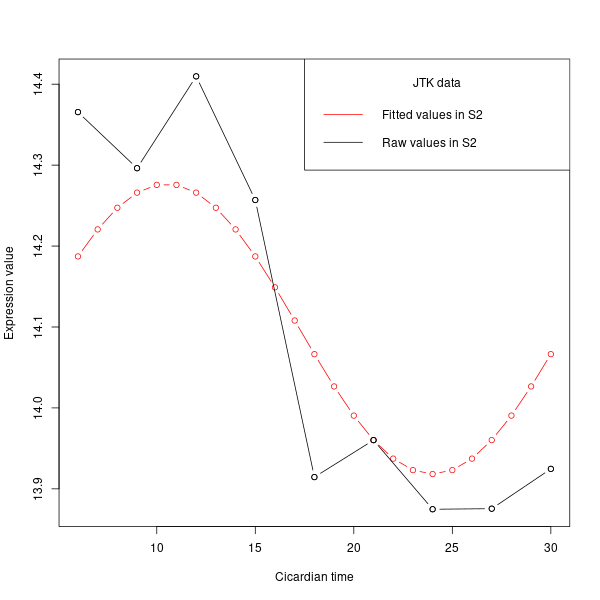 JTK data
Fitted values in S2
Raw values in S2
Expression value
14.4
14.3
14.2
14.1
14.0
13.9
10 15 20 25 30
Cicardian time